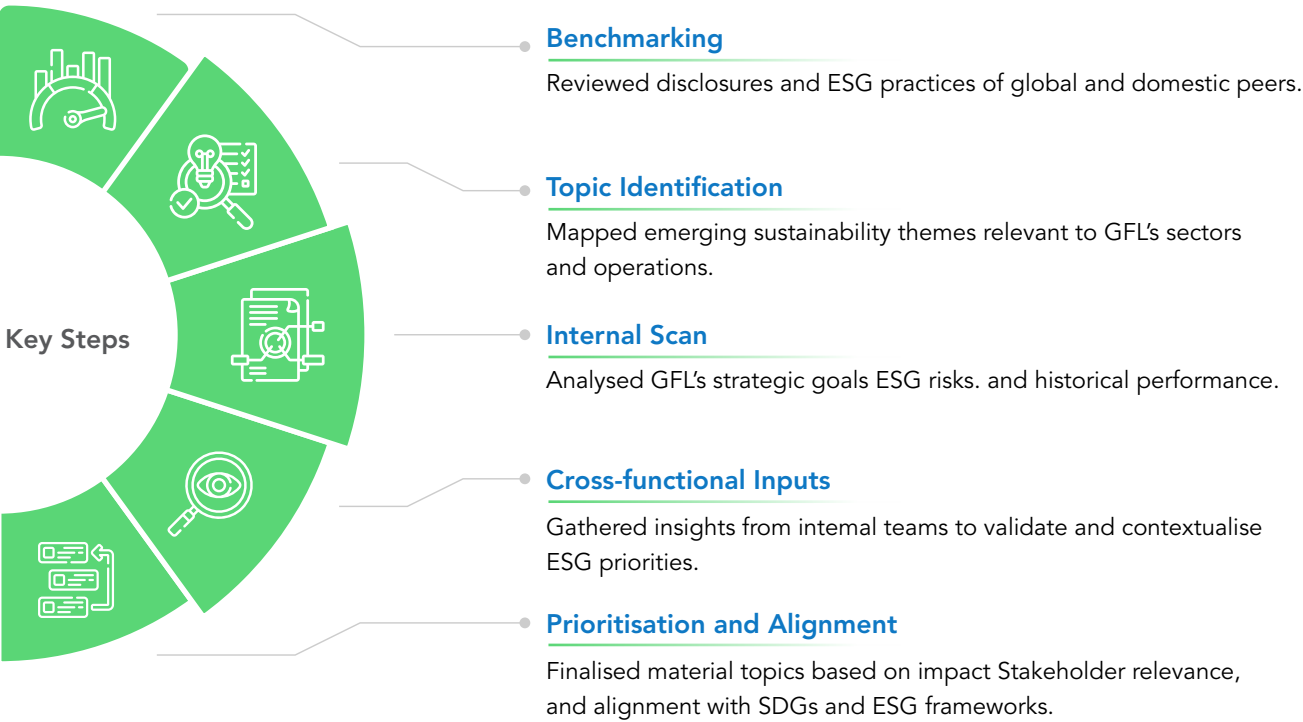 Key Steps
Benchmarking
Reviewed disclosures and ESG practices of global and domestic peers.
Topic Identification
Mapped emerging sustainability themes relevant to GFL's sectors
and operations.
Internal Scan
Analysed GFL's strategic goals ESG risks. and historical performance.
Cross-functional Inputs
Gathered insights from internal teams to validate and contextualise
ESG priorities.
Prioritisation and Alignment
Finalised material topics based on impact Stakeholder relevance,
and alignment with SDGs and ESG frameworks.